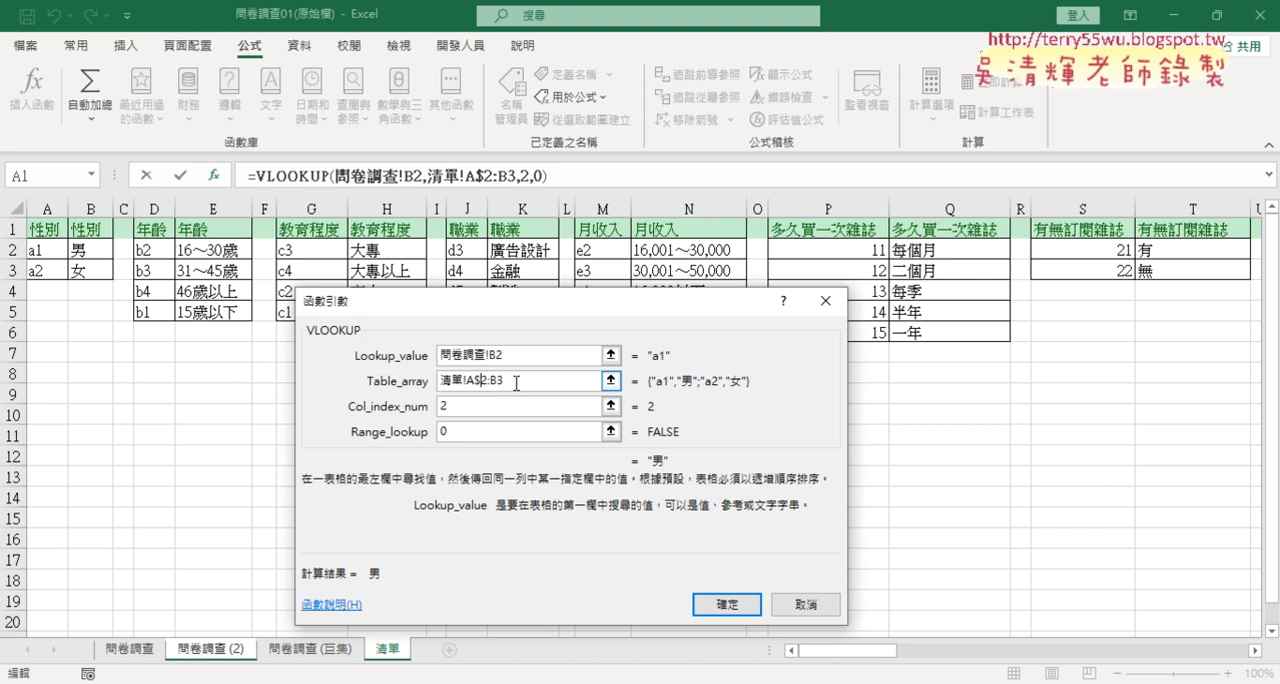 問卷調查01(原始檔) - Excel
搜尋
登入
http://terry55wu.blogspot.tw
吳清輝老師錄製
檔案 常用 插入 頁面配置 公式 資料 校閱 檢視 開發人員 說明 共用
插入函數 自動加總 最近用過的函數 財務 邏輯 文字 日期和時間 查閱與參照 數學與三角函數 其他函數
函數庫
名稱管理員 定義名稱 用於公式 從選取範圍建立
已定義之名稱
追蹤前導參照 追蹤從屬參照 移除箭號 顯示公式 錯誤檢查 評估值公式 監看視窗
公式稽核
計算選項 計算工作表
計算
A1 fx =VLOOKUP(問卷調查!B2,清單!A$2:B3,2,0)
A B C D E F G H I J K L M N O P Q R S T U
1 性別 性別 年齡 年齡 教育程度 教育程度 職業 職業 月收入 月收入 多久買一次雜誌 多久買一次雜誌 有無訂閱雜誌 有無訂閱雜誌
2 a1 男 b2 16～30歲 c3 大專 d3 廣告設計 e2 16,001～30,000 11 每個月 21 有
3 a2 女 b3 31～45歲 c4 大專以上 d4 金融 e3 30,001～50,000 12 二個月 22 無
4 b4 46歲以上 c2 13 每季
5 b1 15歲以下 c1 14 半年
6 15 一年
7
8
9
10
11
12
13
14
15
16
17
18
19
20
函數引數 ? ×
VLOOKUP
Lookup_value 問卷調查!B2 = "a1"
Table_array 清單!A$2:B3 = {"a1","男";"a2","女"}
Col_index_num 2 = 2
Range_lookup 0 = FALSE
= "男"
在一表格的最左欄中尋找值，然後傳回同一列中某一指定欄中的值。根據預設，表格必須以遞增順序排序。
Lookup_value 是要在表格的第一欄中搜尋的值，可以是值、參考或文字字串。
計算結果 = 男
函數說明(H) 確定 取消
問卷調查 問卷調查 (2) 問卷調查 (巨集) 清單
編輯 100%